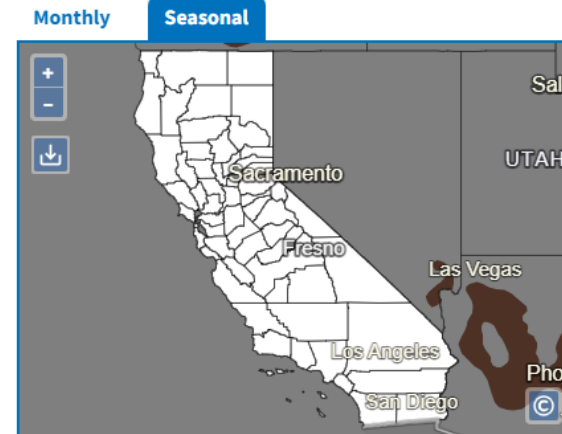 Monthly Seasonal
+
–
Sal
UTAH
Sacramento
Fresno
Las Vegas
Los Angeles
Pho
San Diego
©